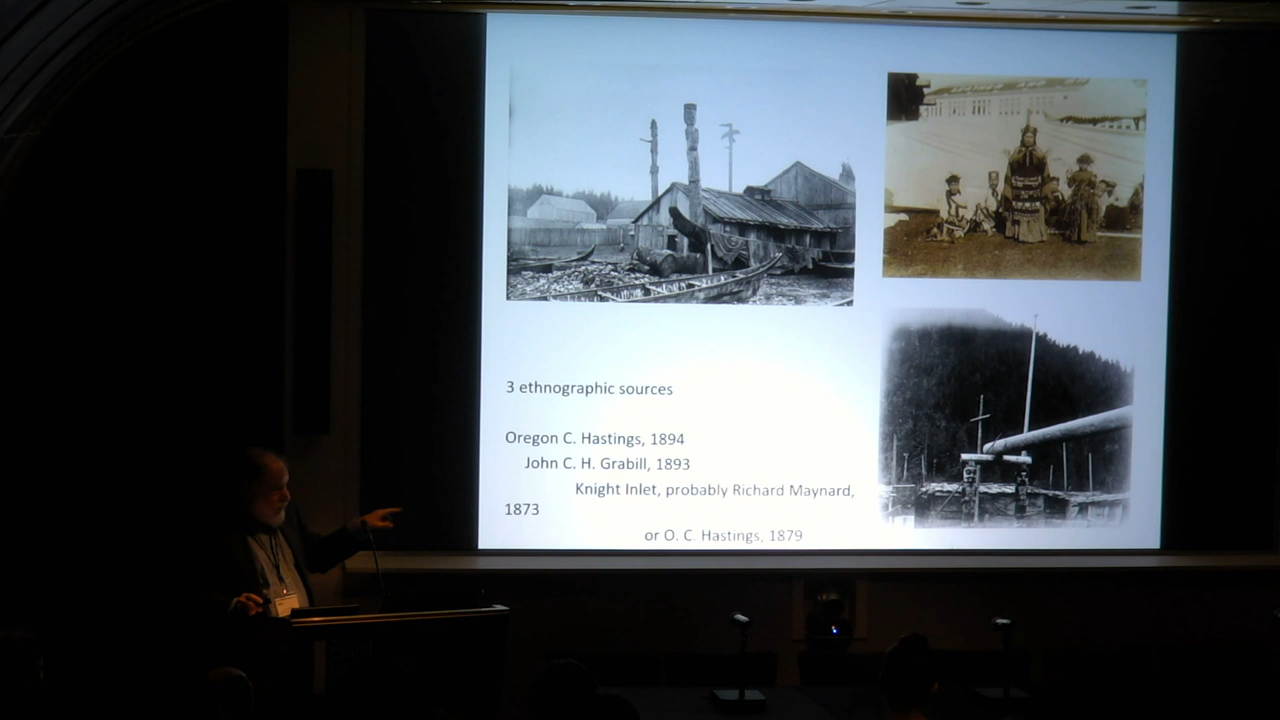 3 ethnographic sources
Oregon C. Hastings, 1894
John C. H. Grabill, 1893
Knight Inlet, probably Richard Maynard,
1873
or O. C. Hastings, 1879